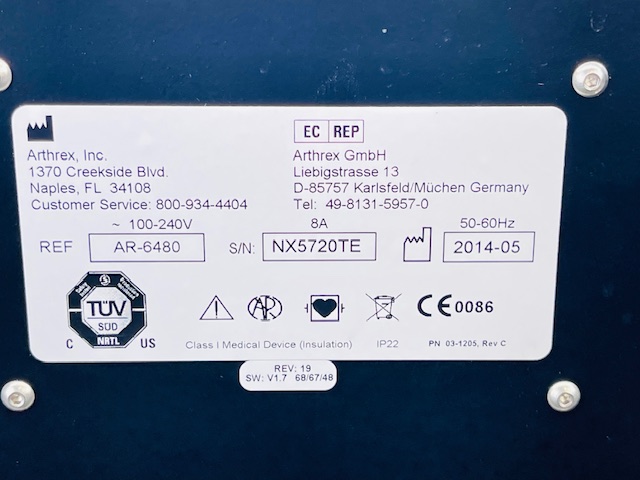 Arthrex, Inc.
1370 Creekside Blvd.
Naples, FL 34108
Customer Service: 800-934-4404
EC REP
Arthrex GmbH
Liebigstrasse 13
D-85757 Karlsfeld/Müchen Germany
Tel: 49-8131-5957-0
~ 100-240V 8A 50-60Hz
REF AR-6480 S/N: NX5720TE 2014-05
TÜV
SÜD
C NRTL US
CE 0086
Class I Medical Device (Insulation) IP22 PN 03-1205, Rev C
REV: 19
SW: V1.7 68/67/48